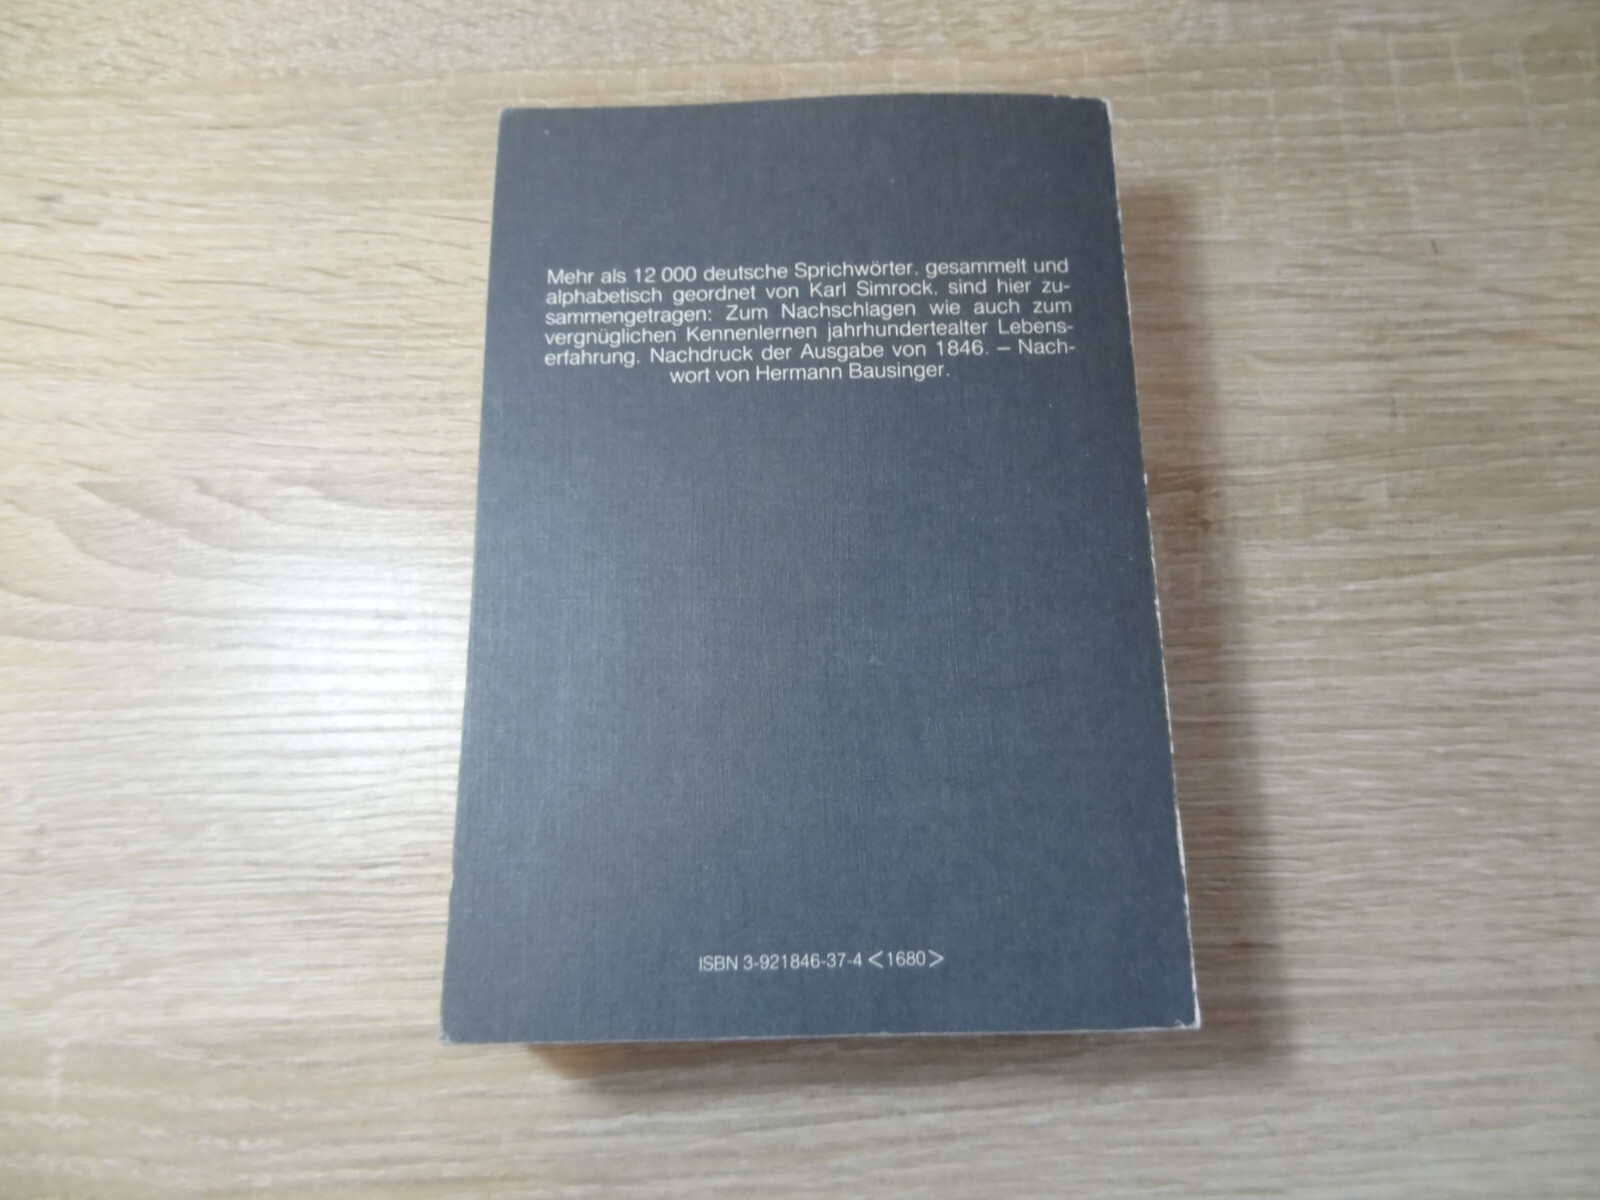 Mehr als 12 000 deutsche Sprichwörter, gesammelt und
alphabetisch geordnet von Karl Simrock, sind hier zu-
sammengetragen: Zum Nachschlagen wie auch zum
vergnüglichen Kennenlernen jahrhundertealter Lebens-
erfahrung. Nachdruck der Ausgabe von 1846. – Nach-
wort von Hermann Bausinger.
ISBN 3-921846-37-4 <1680>